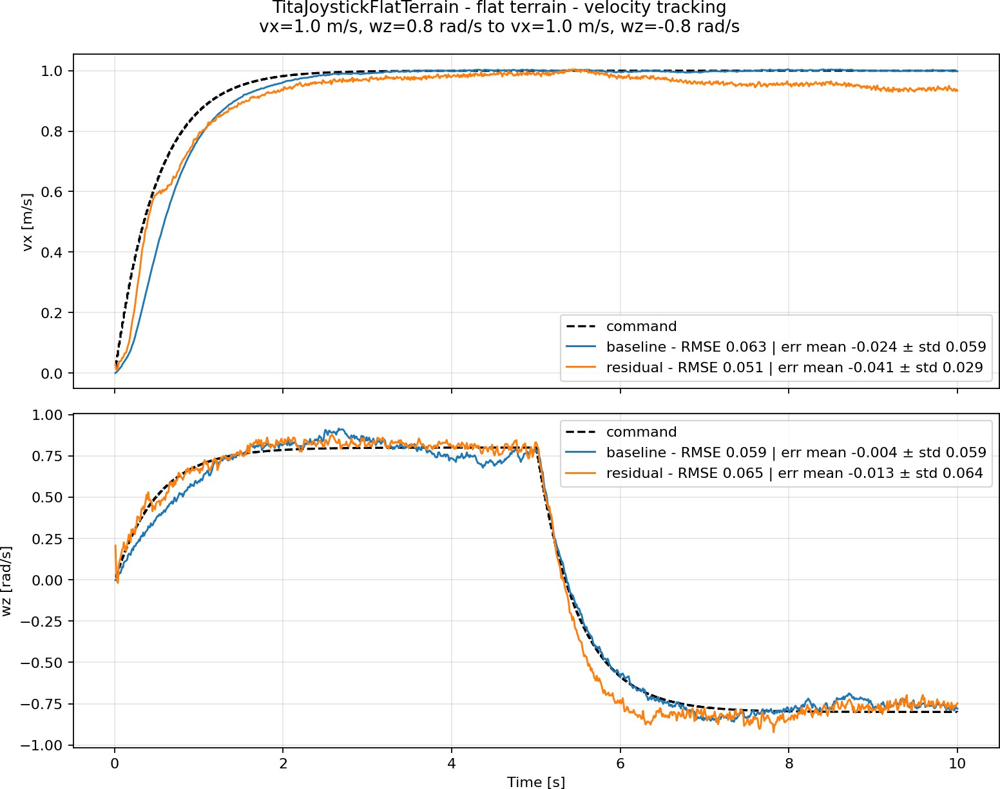 TitaJoystickFlatTerrain - flat terrain - velocity tracking
vx=1.0 m/s, wz=0.8 rad/s to vx=1.0 m/s, wz=-0.8 rad/s
vx [m/s]
1.0
0.8
0.6
0.4
0.2
0.0
command
baseline - RMSE 0.063 | err mean -0.024 ± std 0.059
residual - RMSE 0.051 | err mean -0.041 ± std 0.029
wz [rad/s]
1.00
0.75
0.50
0.25
0.00
−0.25
−0.50
−0.75
−1.00
command
baseline - RMSE 0.059 | err mean -0.004 ± std 0.059
residual - RMSE 0.065 | err mean -0.013 ± std 0.064
0 2 4 6 8 10
Time [s]